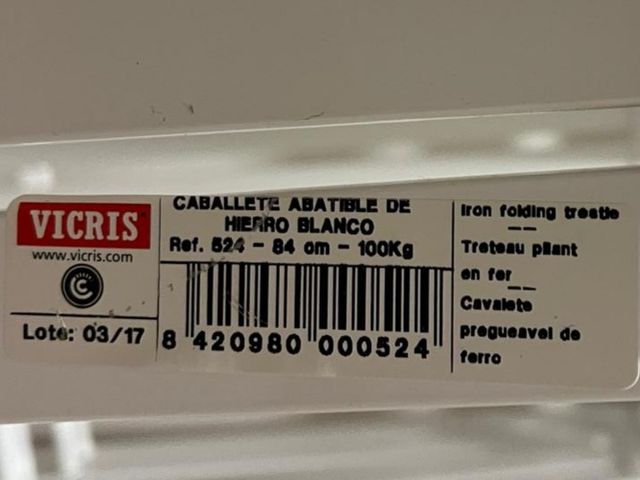 VICRIS
www.vicris.com
Lote: 03/17
CABALLETE ABATIBLE DE
HIERRO BLANCO
Ref. 524 - 84 cm - 100Kg
8 420980 000524
Iron folding trestle
Treteau pliant
en fer
Cavalete
pregueavel de
ferro